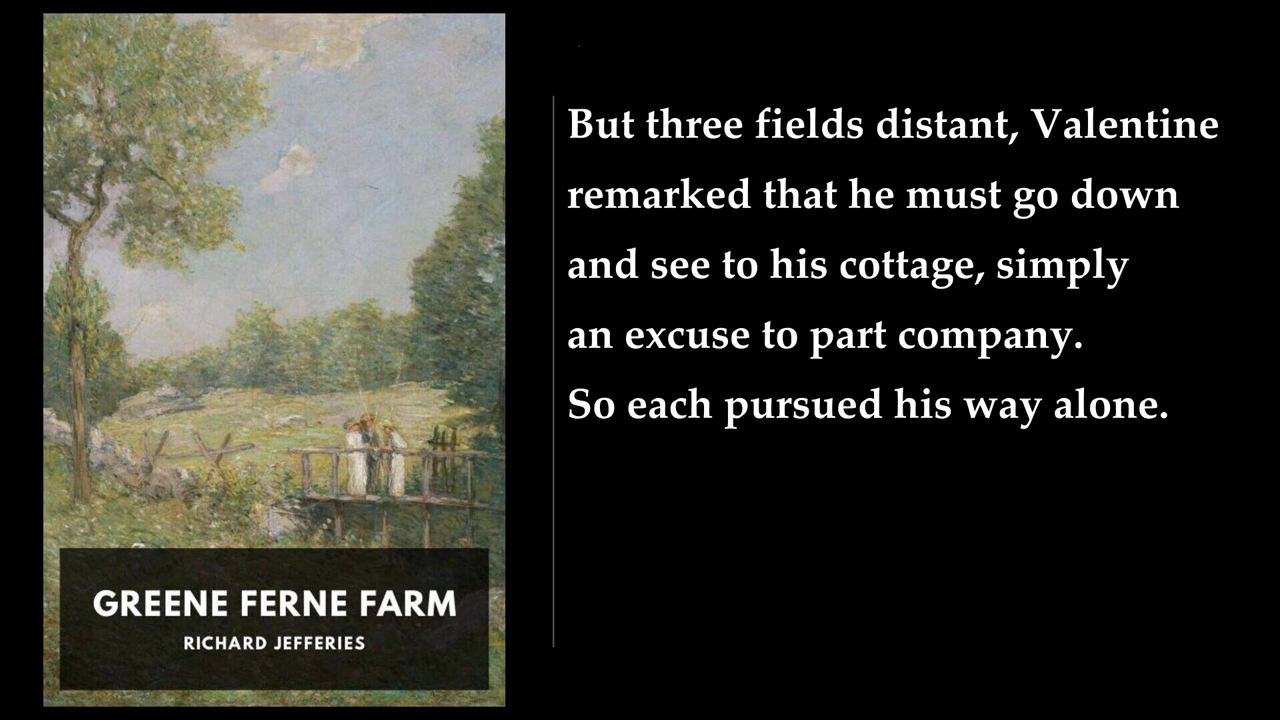 But three fields distant, Valentine
remarked that he must go down
and see to his cottage, simply
an excuse to part company.
So each pursued his way alone.
GREENE FERNE FARM
RICHARD JEFFERIES